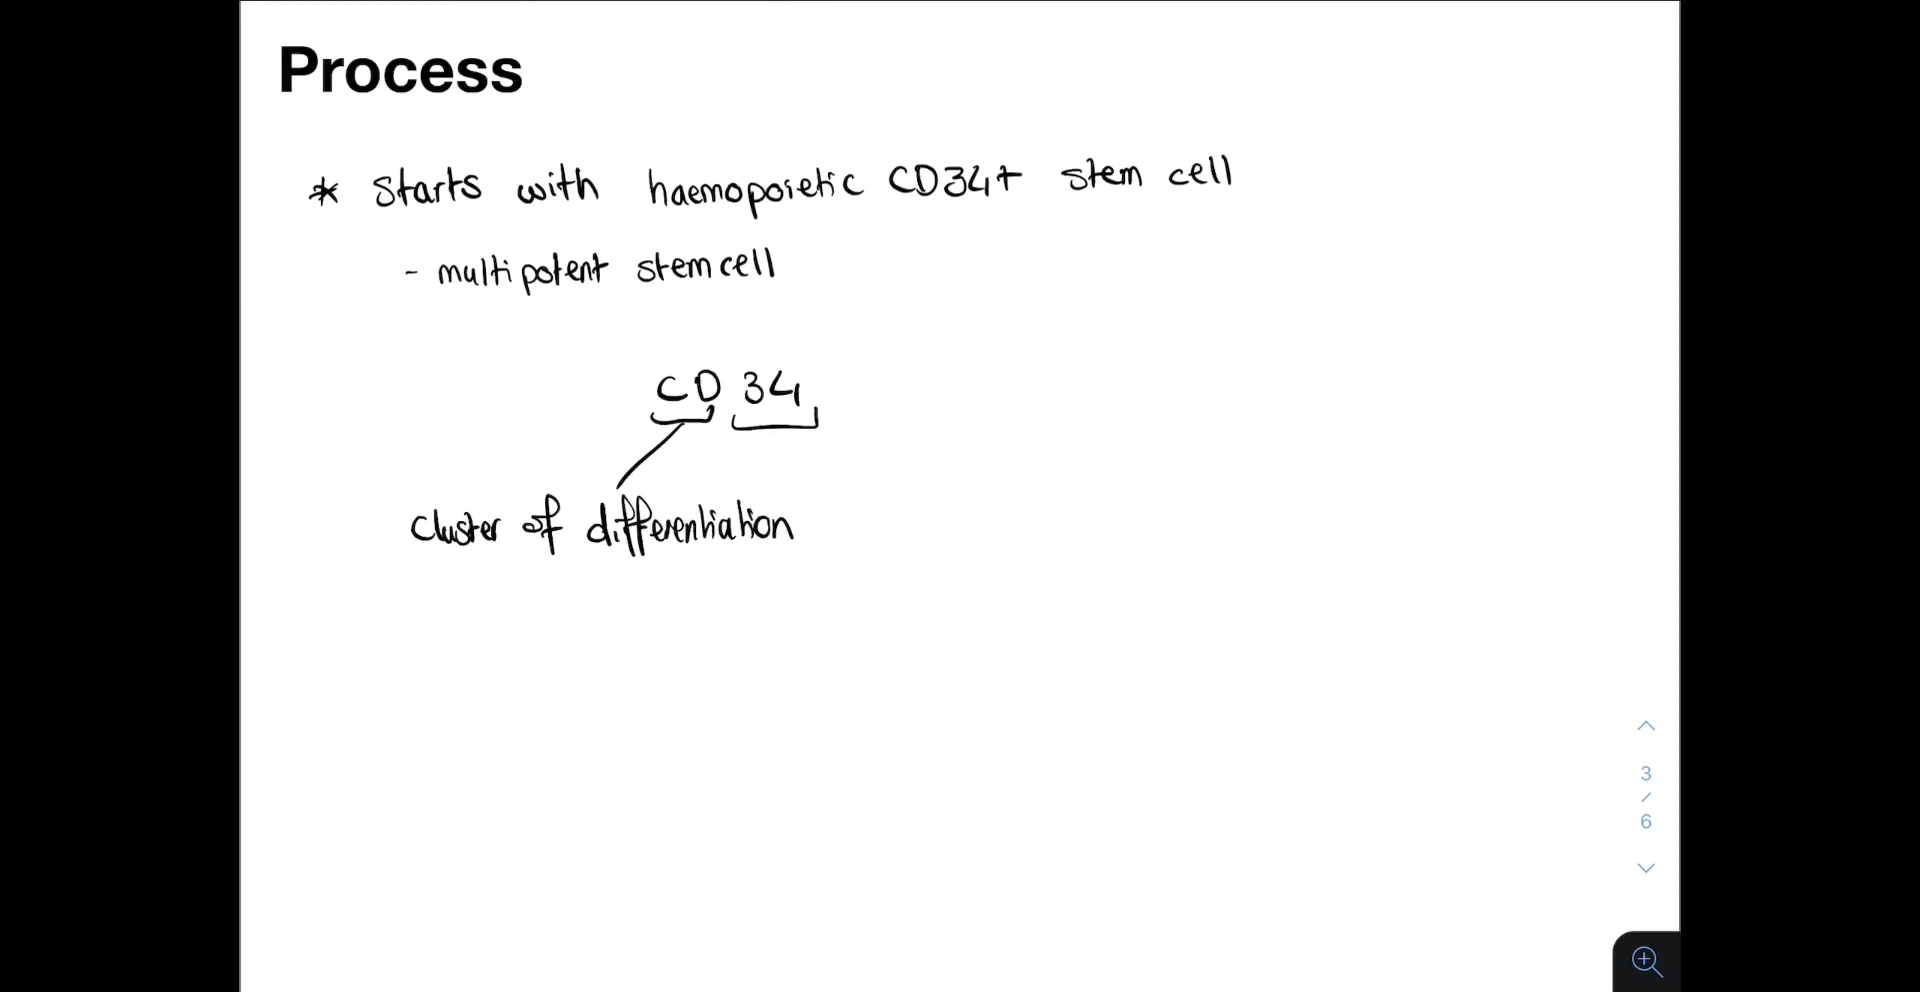 Process
* starts with haemopoietic CD34+ stem cell
- multipotent stem cell
CD 34
cluster of differentiation
3
/
6